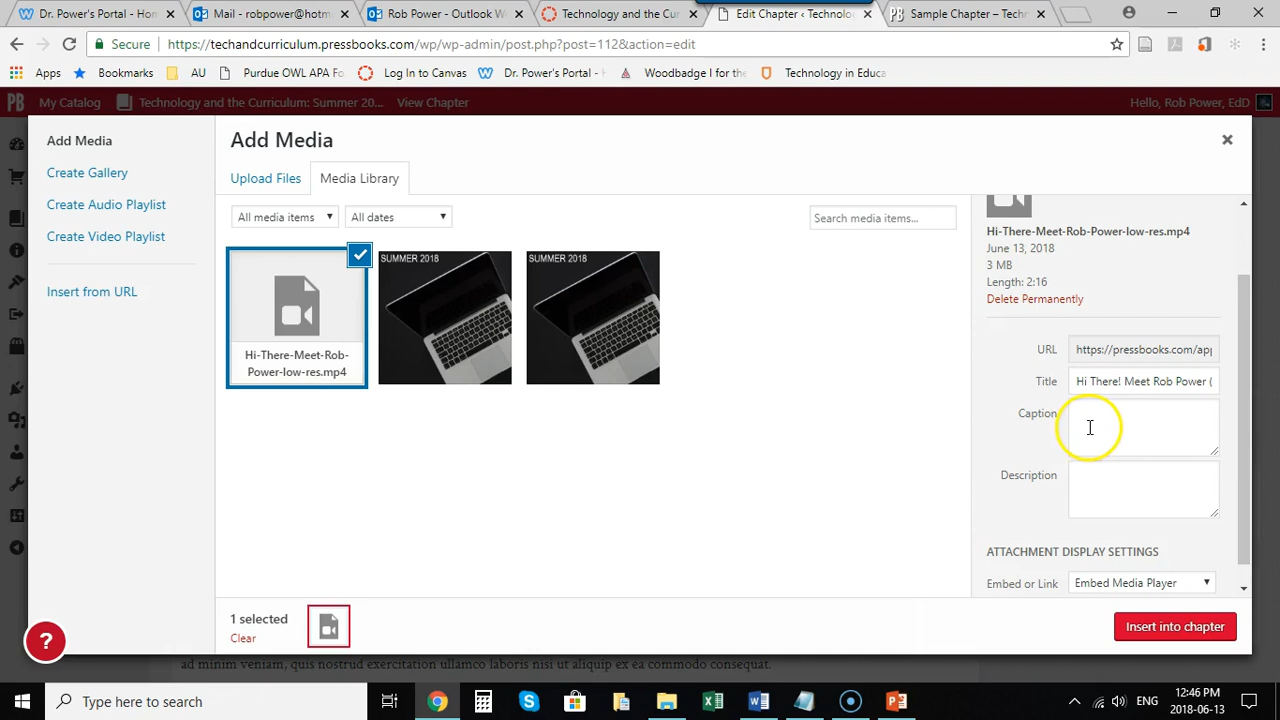 Dr. Power's Portal - Hon
Mail - robpower@hotm
Rob Power - Outlook W
Technology and the Cur
Edit Chapter ‹ Technolo
Sample Chapter – Tech
Secure
https://techandcurriculum.pressbooks.com/wp/wp-admin/post.php?post=112&action=edit
Apps
Bookmarks
AU
Purdue OWL APA Fo
Log In to Canvas
Dr. Power's Portal - H
Woodbadge I for the
Technology in Educa
PB
My Catalog
Technology and the Curriculum: Summer 20...
View Chapter
Hello, Rob Power, EdD
Add Media
Create Gallery
Create Audio Playlist
Create Video Playlist
Insert from URL
Add Media
Upload Files
Media Library
All media items
All dates
Search media items...
Hi-There-Meet-Rob-
Power-low-res.mp4
SUMMER 2018
SUMMER 2018
Hi-There-Meet-Rob-Power-low-res.mp4
June 13, 2018
3 MB
Length: 2:16
Delete Permanently
URL
https://pressbooks.com/app
Title
Hi There! Meet Rob Power (
Caption
Description
ATTACHMENT DISPLAY SETTINGS
Embed or Link
Embed Media Player
1 selected
Clear
Insert into chapter
?
ad minim veniam, quis nostrud exercitation ullamco laboris nisi ut aliquip ex ea commodo consequat.
Type here to search
ENG
12:46 PM
2018-06-13